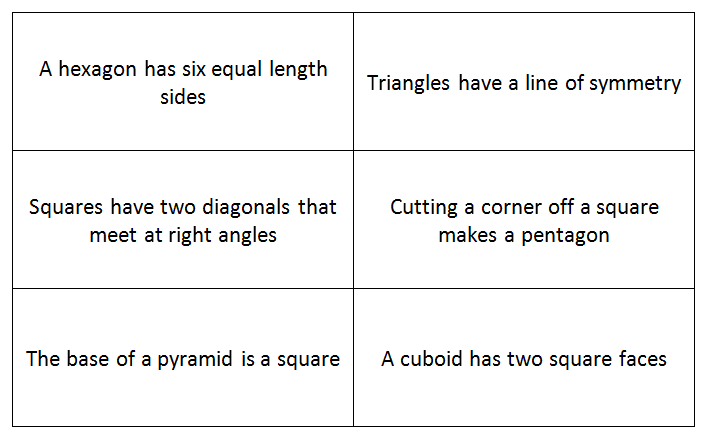 A hexagon has six equal length
sides
Triangles have a line of symmetry
Squares have two diagonals that
meet at right angles
Cutting a corner off a square
makes a pentagon
The base of a pyramid is a square
A cuboid has two square faces